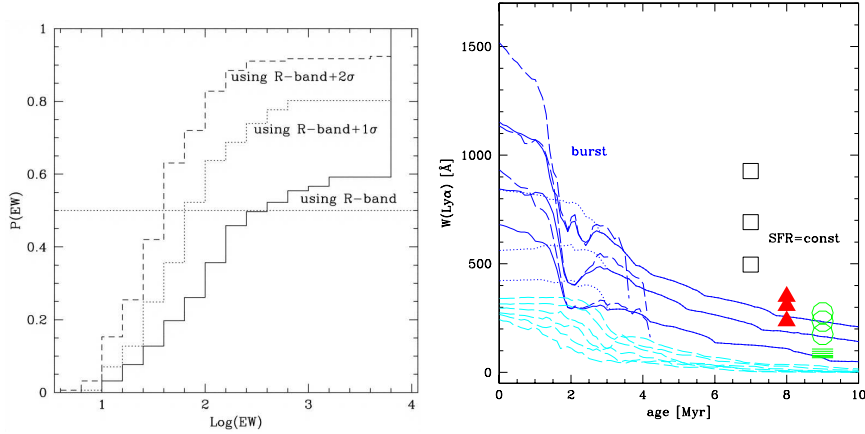 1
0.8
0.6
0.4
0.2
0
P(EW)
using R-band+2σ
using R-band+1σ
using R-band
0
1
2
3
4
Log(EW)
1500
1000
500
0
W(Lyα) [Å]
burst
SFR=const
0
2
4
6
8
10
age [Myr]